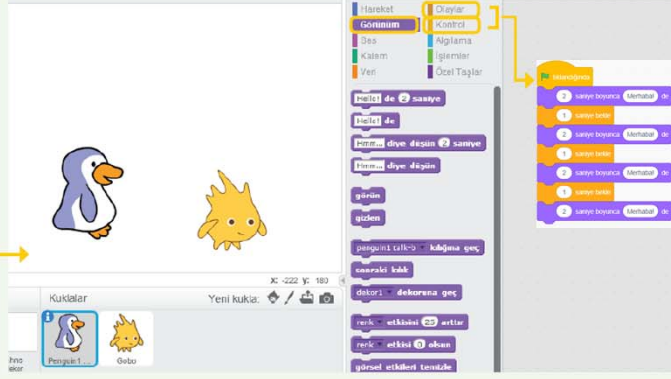 Hareket Olaylar
Görünüm Kontrol
Ses Algılama
Kalem İşlemler
Veri Özel Taşlar
Hello! de 2 saniye
Hello! de
Hmm... diye düşün 2 saniye
Hmm... diye düşün
görün
gizlen
penguin1 talk-b kılığına geç
sonraki kılık
dekor1 dekoruna geç
renk etkisini 25 arttır
renk etkisi 0 olsun
görsel etkileri temizle
tıklandığında
2 saniye boyunca Merhaba! de
1 saniye bekle
2 saniye boyunca Merhaba! de
1 saniye bekle
2 saniye boyunca Merhaba! de
1 saniye bekle
2 saniye boyunca Merhaba! de
x: -222 y: 180
Kuklalar Yeni kukla:
Penguin1 ... Gobo